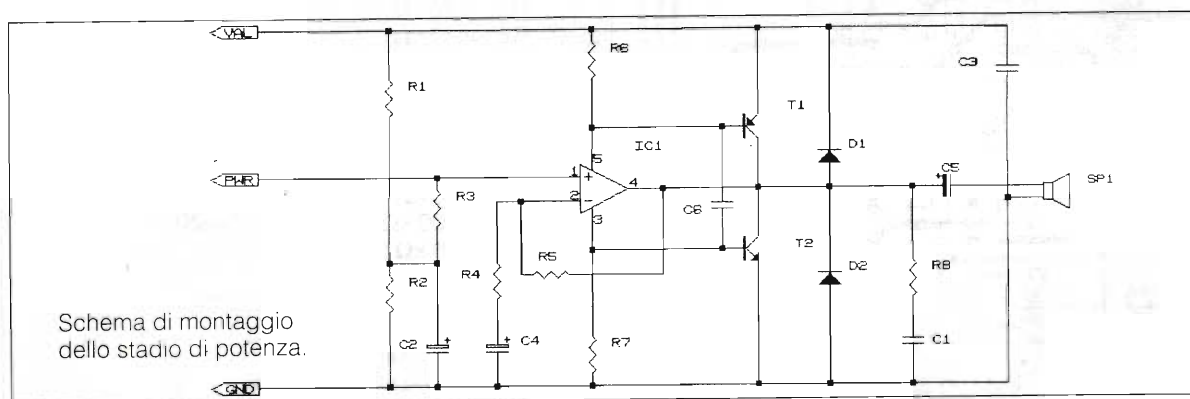 VAL
R6
C3
R1
T1
IC1
5
D1
C5
+
PWR
1
+
4
SP1
R3
2
-
C6
3
T2
R5
D2
R4
R8
R2
Schema di montaggio
dello stadio di potenza.
C2
+
+
C4
R7
C1
GND